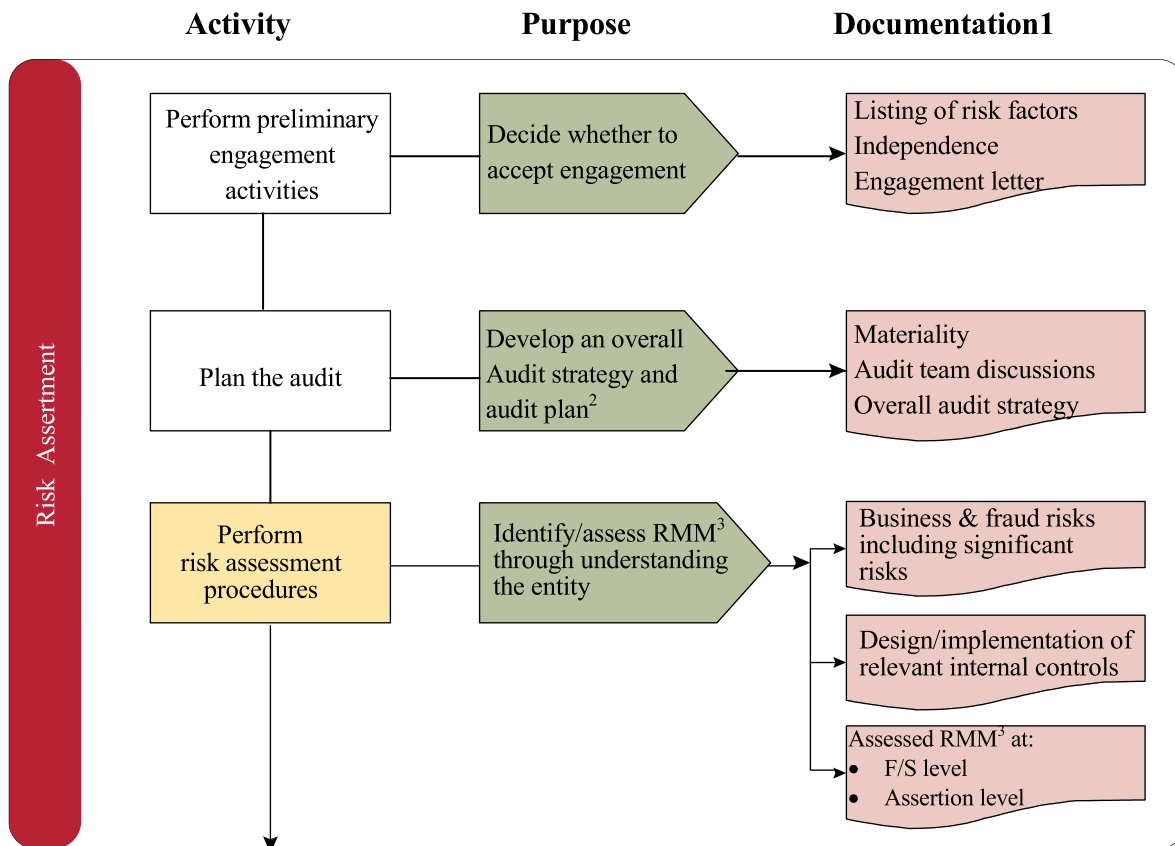 Activity
Purpose
Documentation1
Risk Assertment
Perform preliminary
engagement
activities
Decide whether to
accept engagement
Listing of risk factors
Independence
Engagement letter
Plan the audit
Develop an overall
Audit strategy and
audit plan²
Materiality
Audit team discussions
Overall audit strategy
Perform
risk assessment
procedures
Identify/assess RMM³
through understanding
the entity
Business & fraud risks
including significant
risks
Design/implementation of
relevant internal controls
Assessed RMM³ at:
• F/S level
• Assertion level